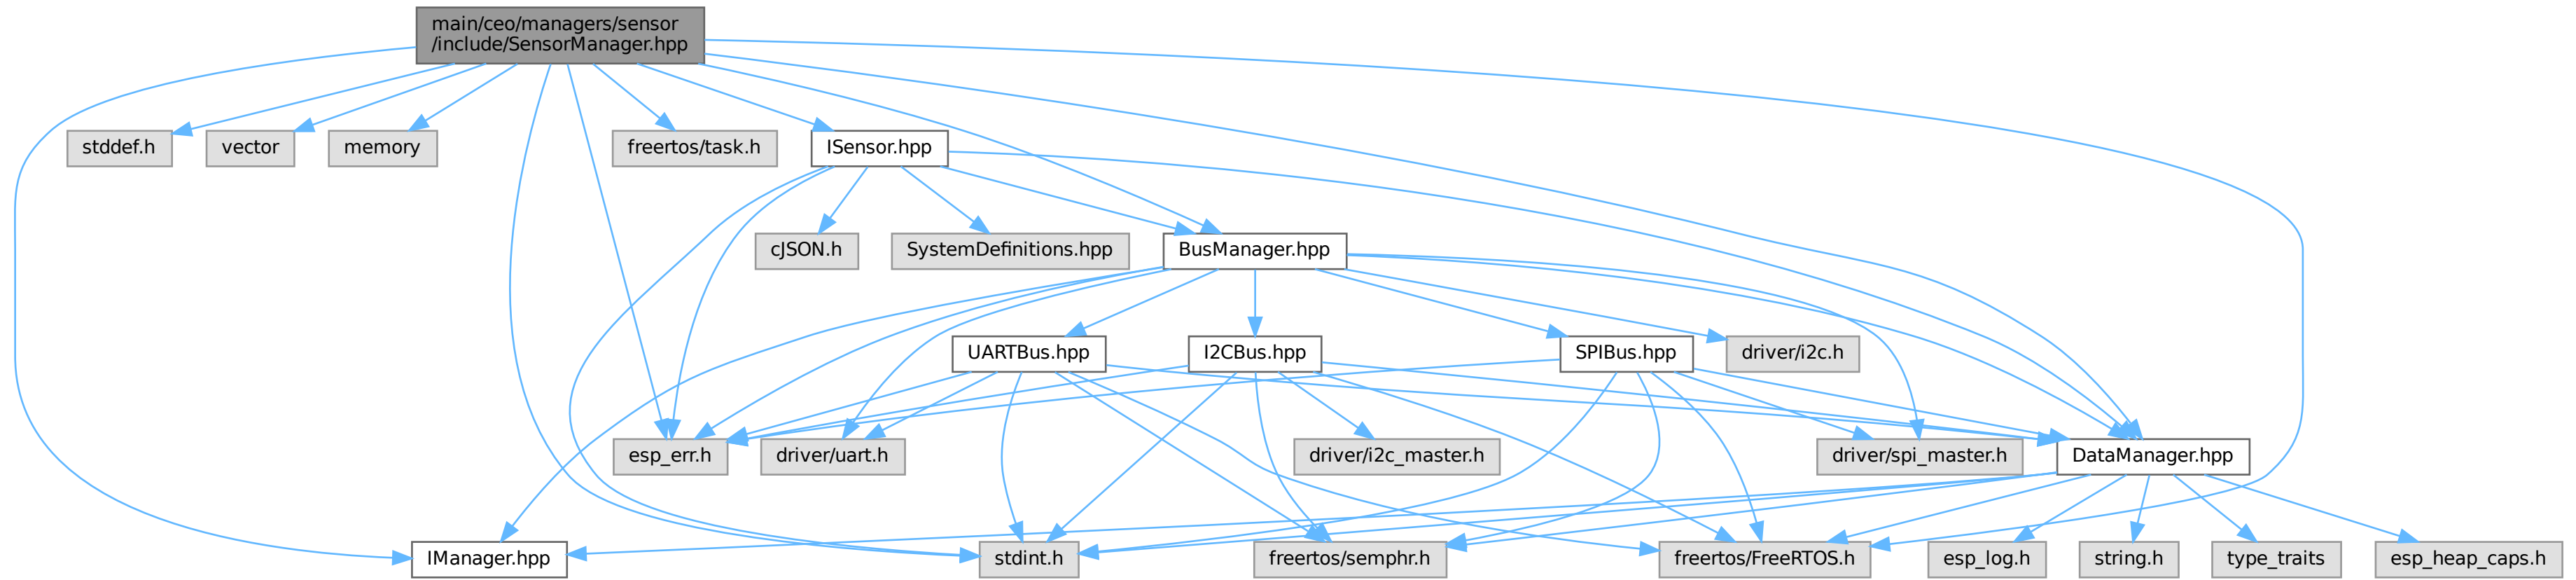 main/ceo/managers/sensor
/include/SensorManager.hpp
stddef.h
vector
memory
freertos/task.h
ISensor.hpp
cJSON.h
SystemDefinitions.hpp
BusManager.hpp
UARTBus.hpp
I2CBus.hpp
SPIBus.hpp
driver/i2c.h
esp_err.h
driver/uart.h
driver/i2c_master.h
driver/spi_master.h
DataManager.hpp
IManager.hpp
stdint.h
freertos/semphr.h
freertos/FreeRTOS.h
esp_log.h
string.h
type_traits
esp_heap_caps.h